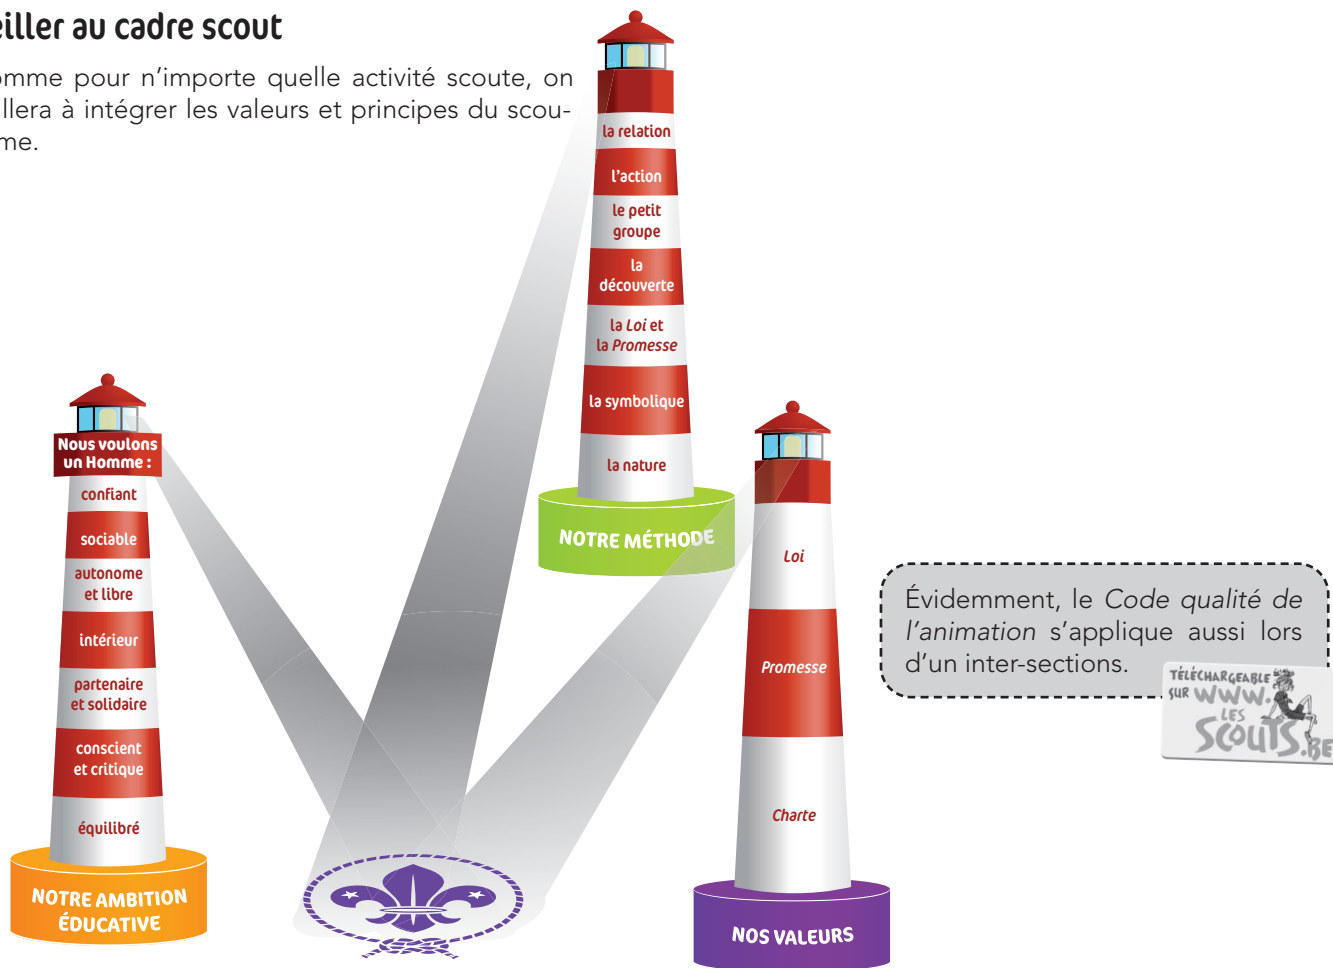 eiller au cadre scout
omme pour n'importe quelle activité scoute, on
illera à intégrer les valeurs et principes du scou-
me.
la relation
l'action
le petit
groupe
la
découverte
la Loi et
la Promesse
la symbolique
la nature
NOTRE MÉTHODE
Nous voulons
un Homme :
confiant
sociable
autonome
et libre
intérieur
partenaire
et solidaire
conscient
et critique
équilibré
NOTRE AMBITION
ÉDUCATIVE
Loi
Promesse
Charte
NOS VALEURS
Évidemment, le Code qualité de
l'animation s'applique aussi lors
d'un inter-sections.
TÉLÉCHARGEABLE
SUR WWW.
LES
SCOUTS.BE